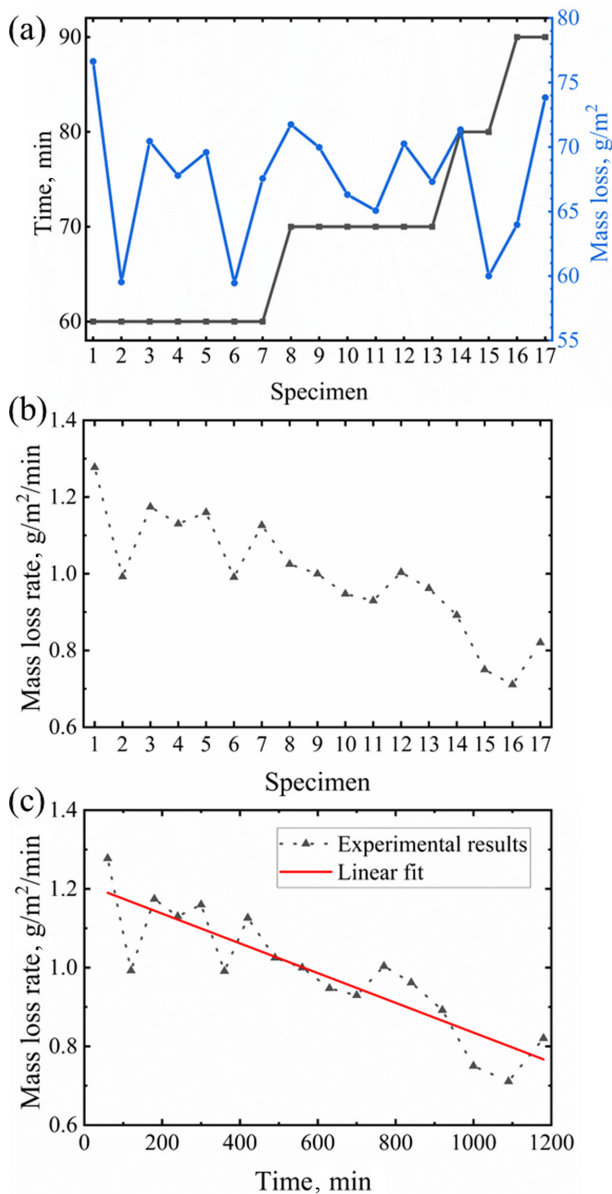 (a)
90
80
70
60
Time, min
80
75
70
65
60
55
Mass loss, g/m²
1 2 3 4 5 6 7 8 9 10 11 12 13 14 15 16 17
Specimen
(b)
1.4
1.2
1.0
0.8
0.6
Mass loss rate, g/m²/min
1 2 3 4 5 6 7 8 9 10 11 12 13 14 15 16 17
Specimen
(c)
1.4
1.2
1.0
0.8
0.6
Mass loss rate, g/m²/min
Experimental results
Linear fit
0 200 400 600 800 1000 1200
Time, min